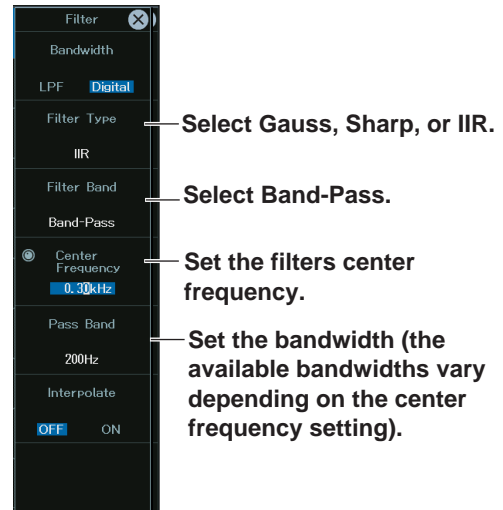 Filter
Bandwidth
LPF Digital
Filter Type
IIR
Select Gauss, Sharp, or IIR.
Filter Band
Band-Pass
Select Band-Pass.
Center
Frequency
0.30kHz
Set the filters center
frequency.
Pass Band
200Hz
Set the bandwidth (the
available bandwidths vary
depending on the center
frequency setting).
Interpolate
OFF ON